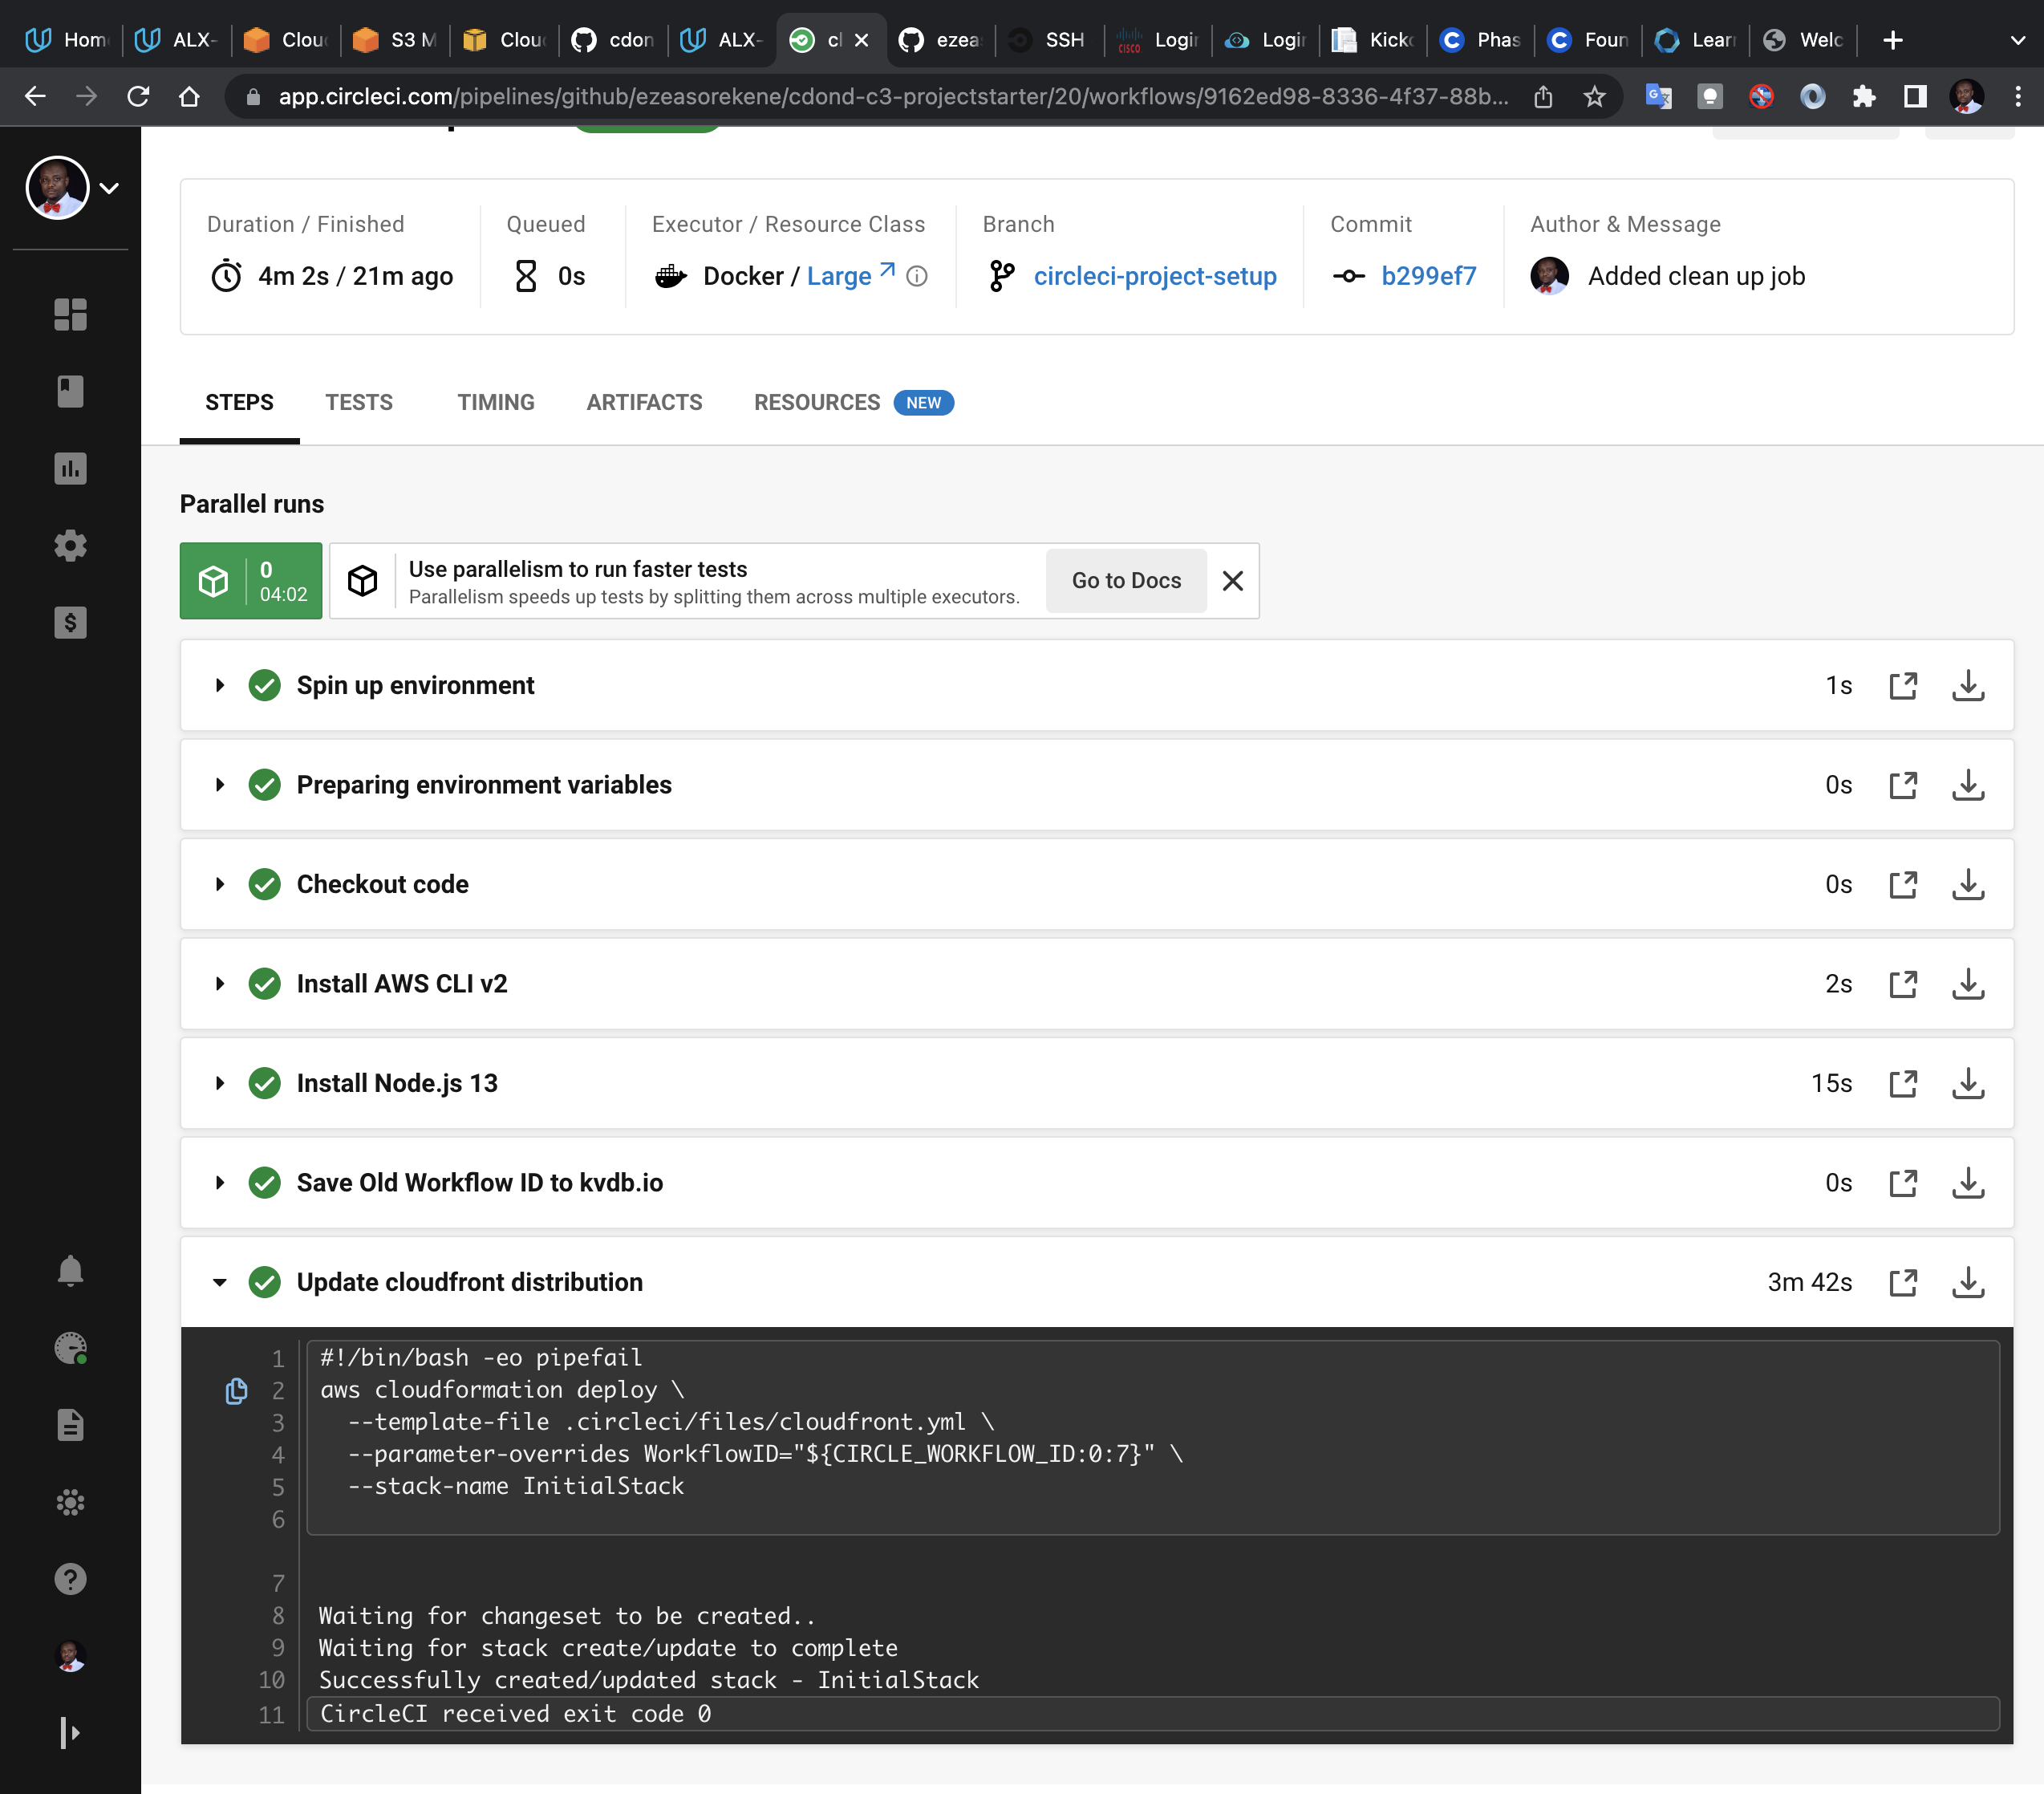 Hom
ALX-
Clou
S3 M
Clou
cdon
ALX-
cl
ezea
SSH
Login
Login
Kick
Phas
Foun
Lear
Welc
app.circleci.com/pipelines/github/ezeasorekene/cdond-c3-projectstarter/20/workflows/9162ed98-8336-4f37-88b...
Duration / Finished
Queued
Executor / Resource Class
Branch
Commit
Author & Message
4m 2s / 21m ago
0s
Docker / Large
circleci-project-setup
b299ef7
Added clean up job
STEPS
TESTS
TIMING
ARTIFACTS
RESOURCES
NEW
Parallel runs
0
04:02
Use parallelism to run faster tests
Parallelism speeds up tests by splitting them across multiple executors.
Go to Docs
Spin up environment
1s
Preparing environment variables
0s
Checkout code
0s
Install AWS CLI v2
2s
Install Node.js 13
15s
Save Old Workflow ID to kvdb.io
0s
Update cloudfront distribution
3m 42s
1 #!/bin/bash -eo pipefail
2 aws cloudformation deploy \
3 --template-file .circleci/files/cloudfront.yml \
4 --parameter-overrides WorkflowID="${CIRCLE_WORKFLOW_ID:0:7}" \
5 --stack-name InitialStack
6
7
8 Waiting for changeset to be created..
9 Waiting for stack create/update to complete
10 Successfully created/updated stack - InitialStack
11 CircleCI received exit code 0